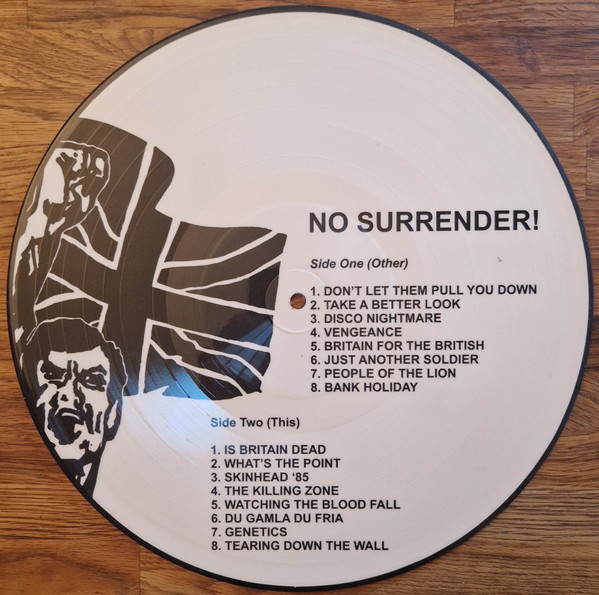 NO SURRENDER!
Side One (Other)
1. DON'T LET THEM PULL YOU DOWN
2. TAKE A BETTER LOOK
3. DISCO NIGHTMARE
4. VENGEANCE
5. BRITAIN FOR THE BRITISH
6. JUST ANOTHER SOLDIER
7. PEOPLE OF THE LION
8. BANK HOLIDAY
Side Two (This)
1. IS BRITAIN DEAD
2. WHAT'S THE POINT
3. SKINHEAD ‘85
4. THE KILLING ZONE
5. WATCHING THE BLOOD FALL
6. DU GAMLA DU FRIA
7. GENETICS
8. TEARING DOWN THE WALL